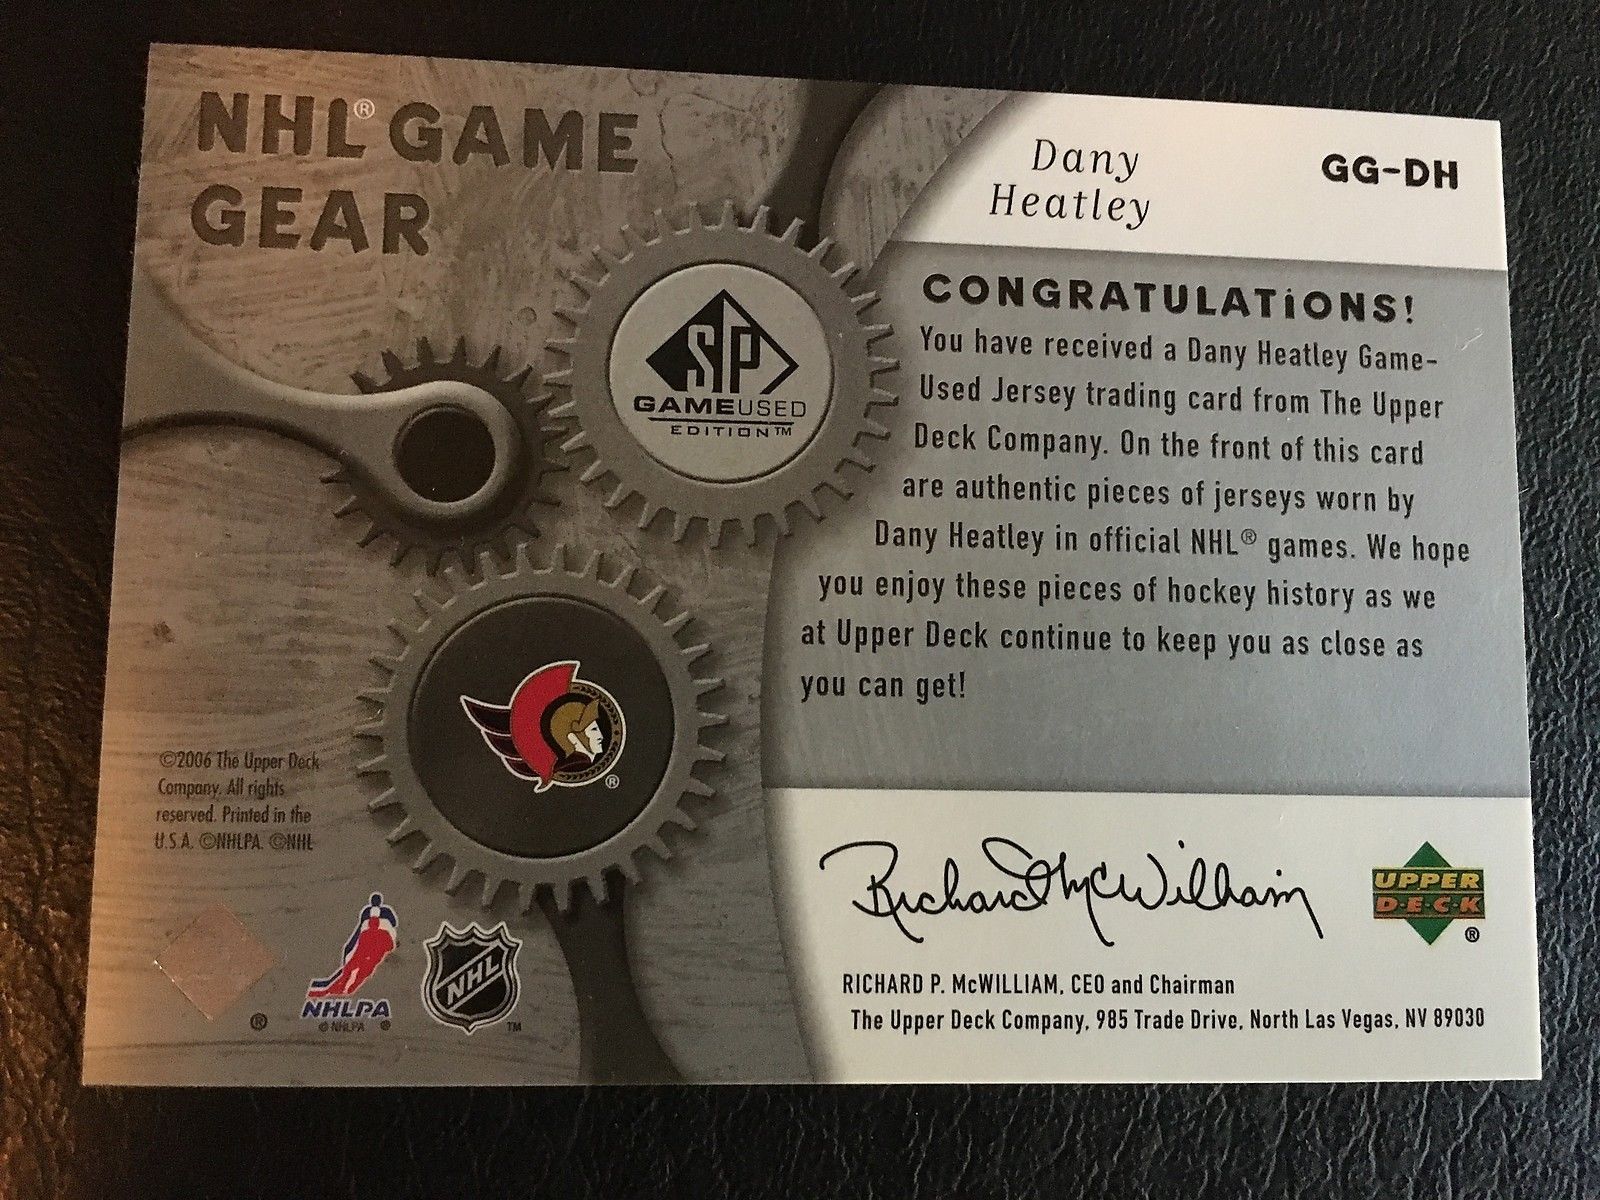 NHL® GAME
GEAR
Dany
Heatley
GG-DH
SP
GAMEUSED
EDITION™
CONGRATULATiONS!
You have received a Dany Heatley Game-
Used Jersey trading card from The Upper
Deck Company. On the front of this card
are authentic pieces of jerseys worn by
Dany Heatley in official NHL® games. We hope
you enjoy these pieces of hockey history as we
at Upper Deck continue to keep you as close as
you can get!
®
©2006 The Upper Deck
Company. All rights
reserved. Printed in the
U.S.A. ©NHLPA. ©NHL
®
NHLPA
© NHLPA ®
NHL
™
Richard McWilliam
UPPER
D·E·C·K
®
RICHARD P. McWILLIAM, CEO and Chairman
The Upper Deck Company, 985 Trade Drive, North Las Vegas, NV 89030